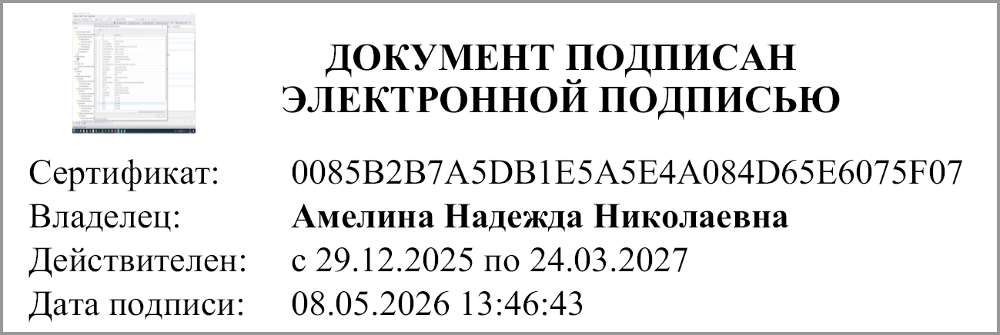 ДОКУМЕНТ ПОДПИСАН
ЭЛЕКТРОННОЙ ПОДПИСЬЮ
Сертификат: 0085B2B7A5DB1E5A5E4A084D65E6075F07
Владелец: Амелина Надежда Николаевна
Действителен: с 29.12.2025 по 24.03.2027
Дата подписи: 08.05.2026 13:46:43